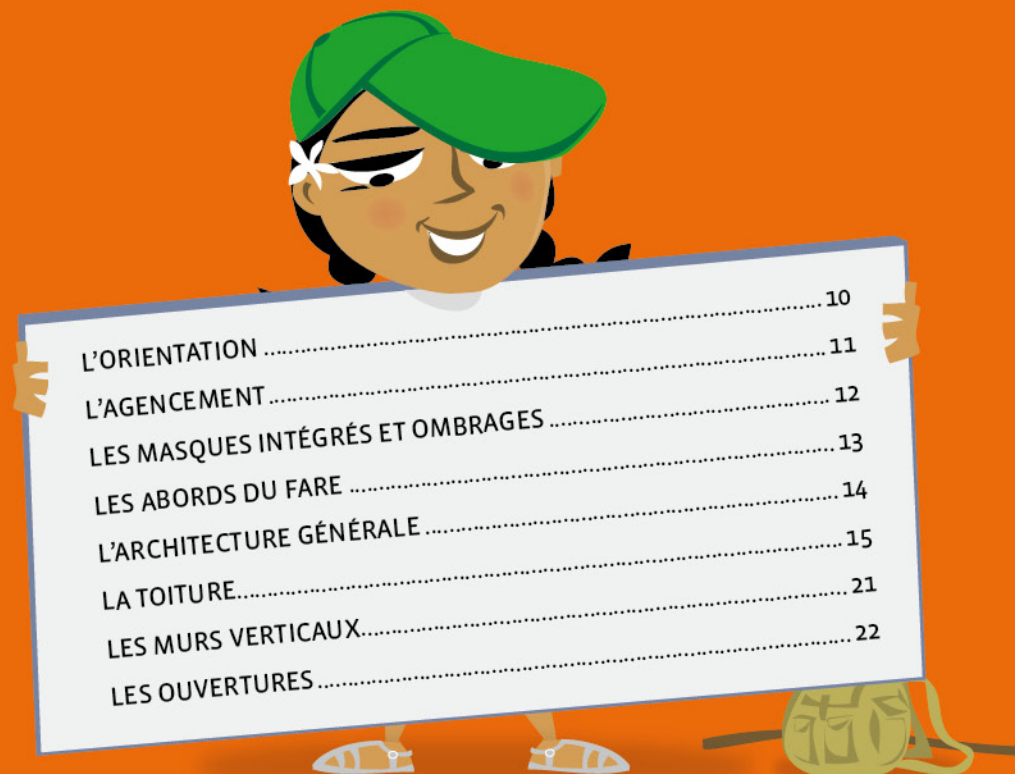 L'ORIENTATION ........................................................................................ 10
L'AGENCEMENT ........................................................................................ 11
LES MASQUES INTÉGRÉS ET OMBRAGES ............................................. 12
LES ABORDS DU FARE ............................................................................. 13
L'ARCHITECTURE GÉNÉRALE .................................................................. 14
LA TOITURE................................................................................................ 15
LES MURS VERTICAUX............................................................................. 21
LES OUVERTURES ..................................................................................... 22